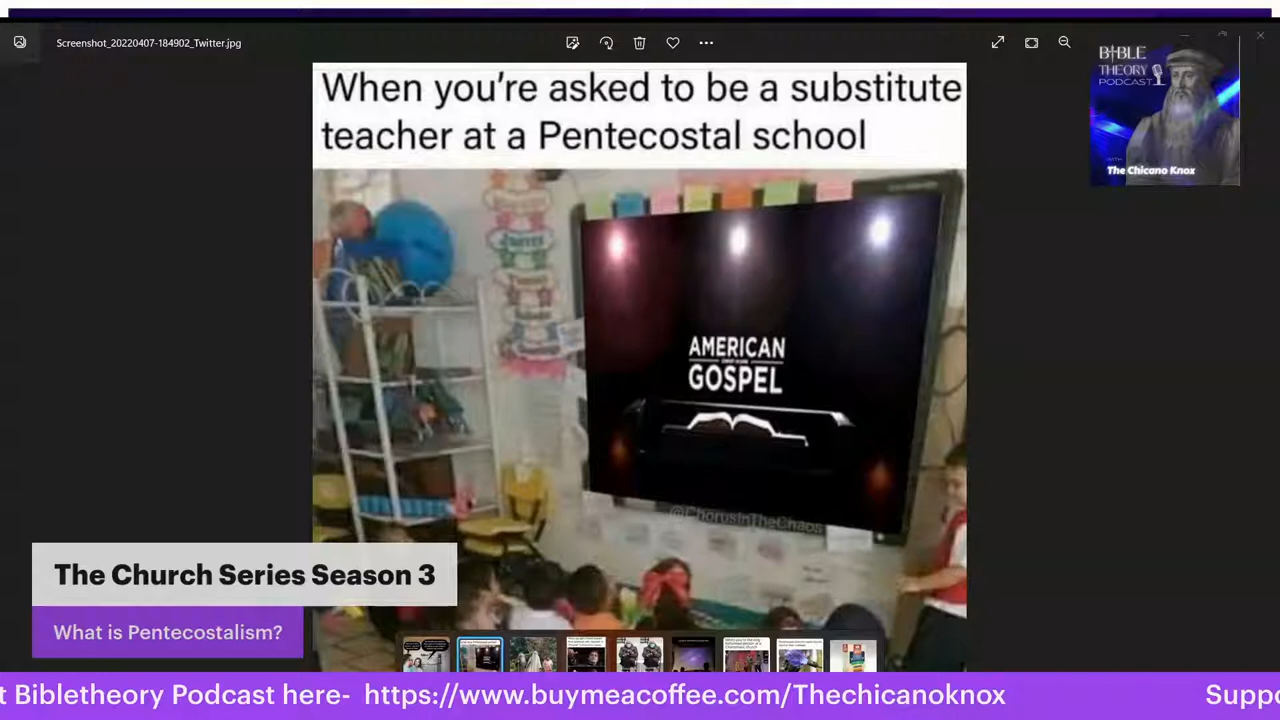 Screenshot_20220407-184902_Twitter.jpg
BIBLE
THEORY
PODCAST
WITH
The Chicano Knox
When you're asked to be a substitute
teacher at a Pentecostal school
AMERICAN
GOSPEL
@ChorusInTheChaos
The Church Series Season 3
What is Pentecostalism?
t Bibletheory Podcast here- https://www.buymeacoffee.com/Thechicanoknox
Suppo